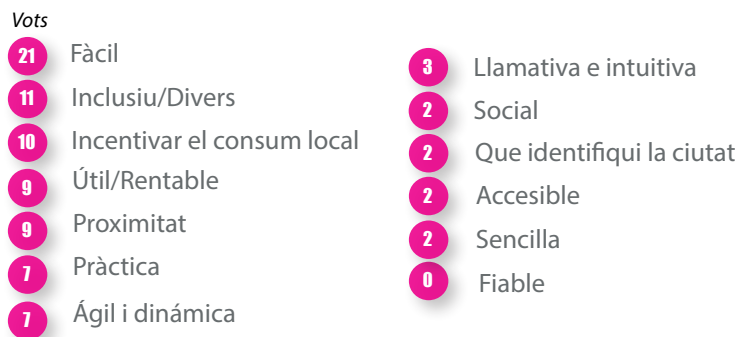 Vots
21 Fàcil
11 Inclusiu/Divers
10 Incentivar el consum local
9 Útil/Rentable
9 Proximitat
7 Pràctica
7 Ágil i dinámica
3 Llamativa e intuitiva
2 Social
2 Que identifiqui la ciutat
2 Accesible
2 Sencilla
0 Fiable